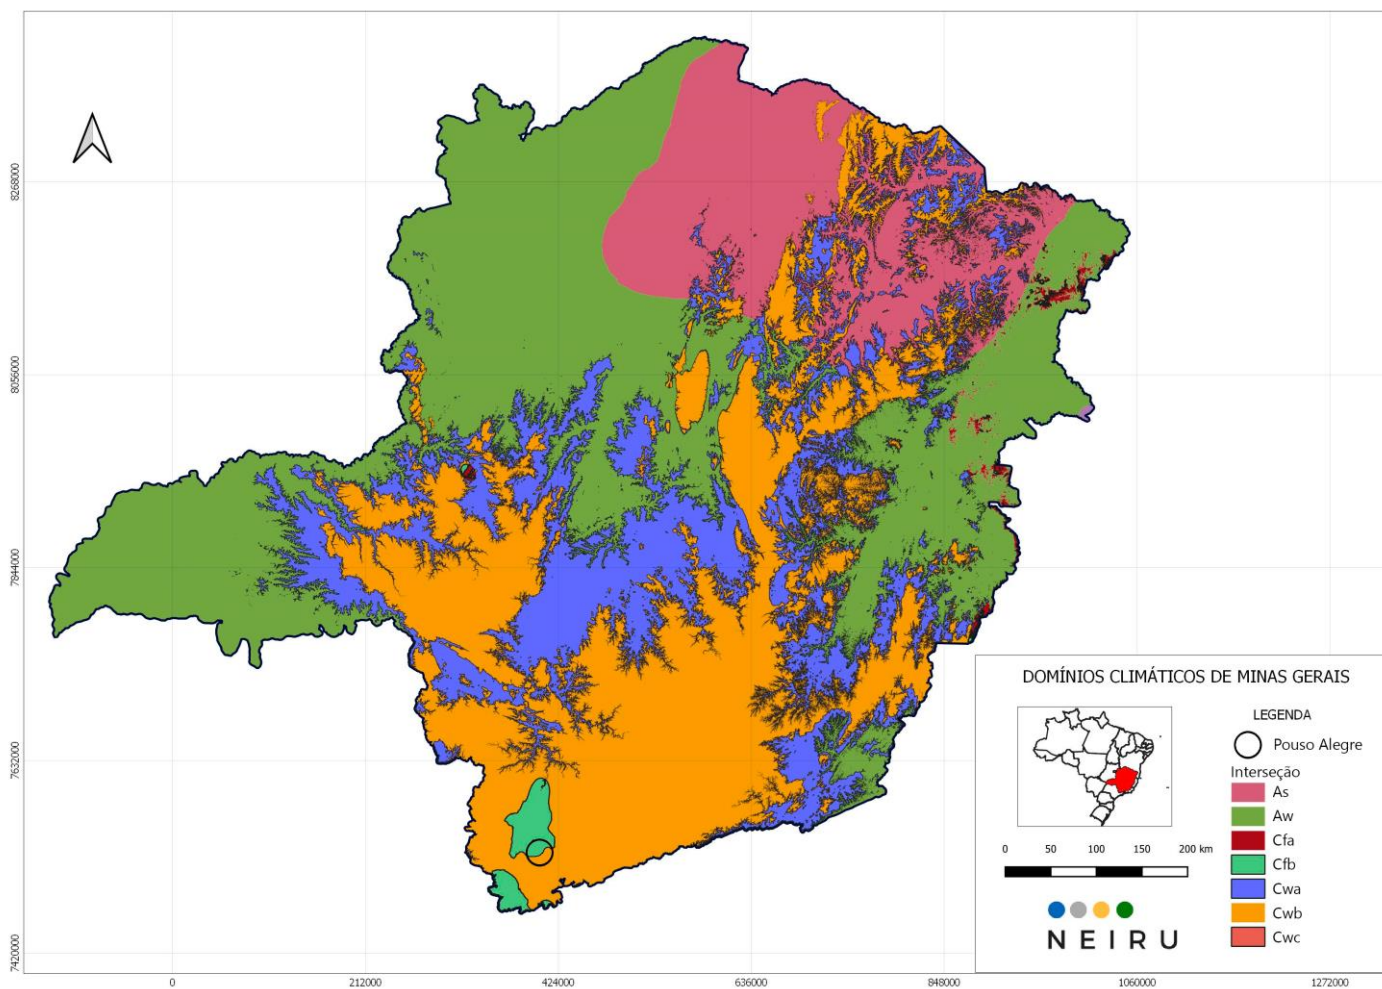 8268000
8056000
7844000
7632000
7420000
0 212000 424000 636000 848000 1060000 1272000
DOMÍNIOS CLIMÁTICOS DE MINAS GERAIS
LEGENDA
Pouso Alegre
Interseção
As
Aw
Cfa
Cfb
Cwa
Cwb
Cwc
0 50 100 150 200 km
NEIRU